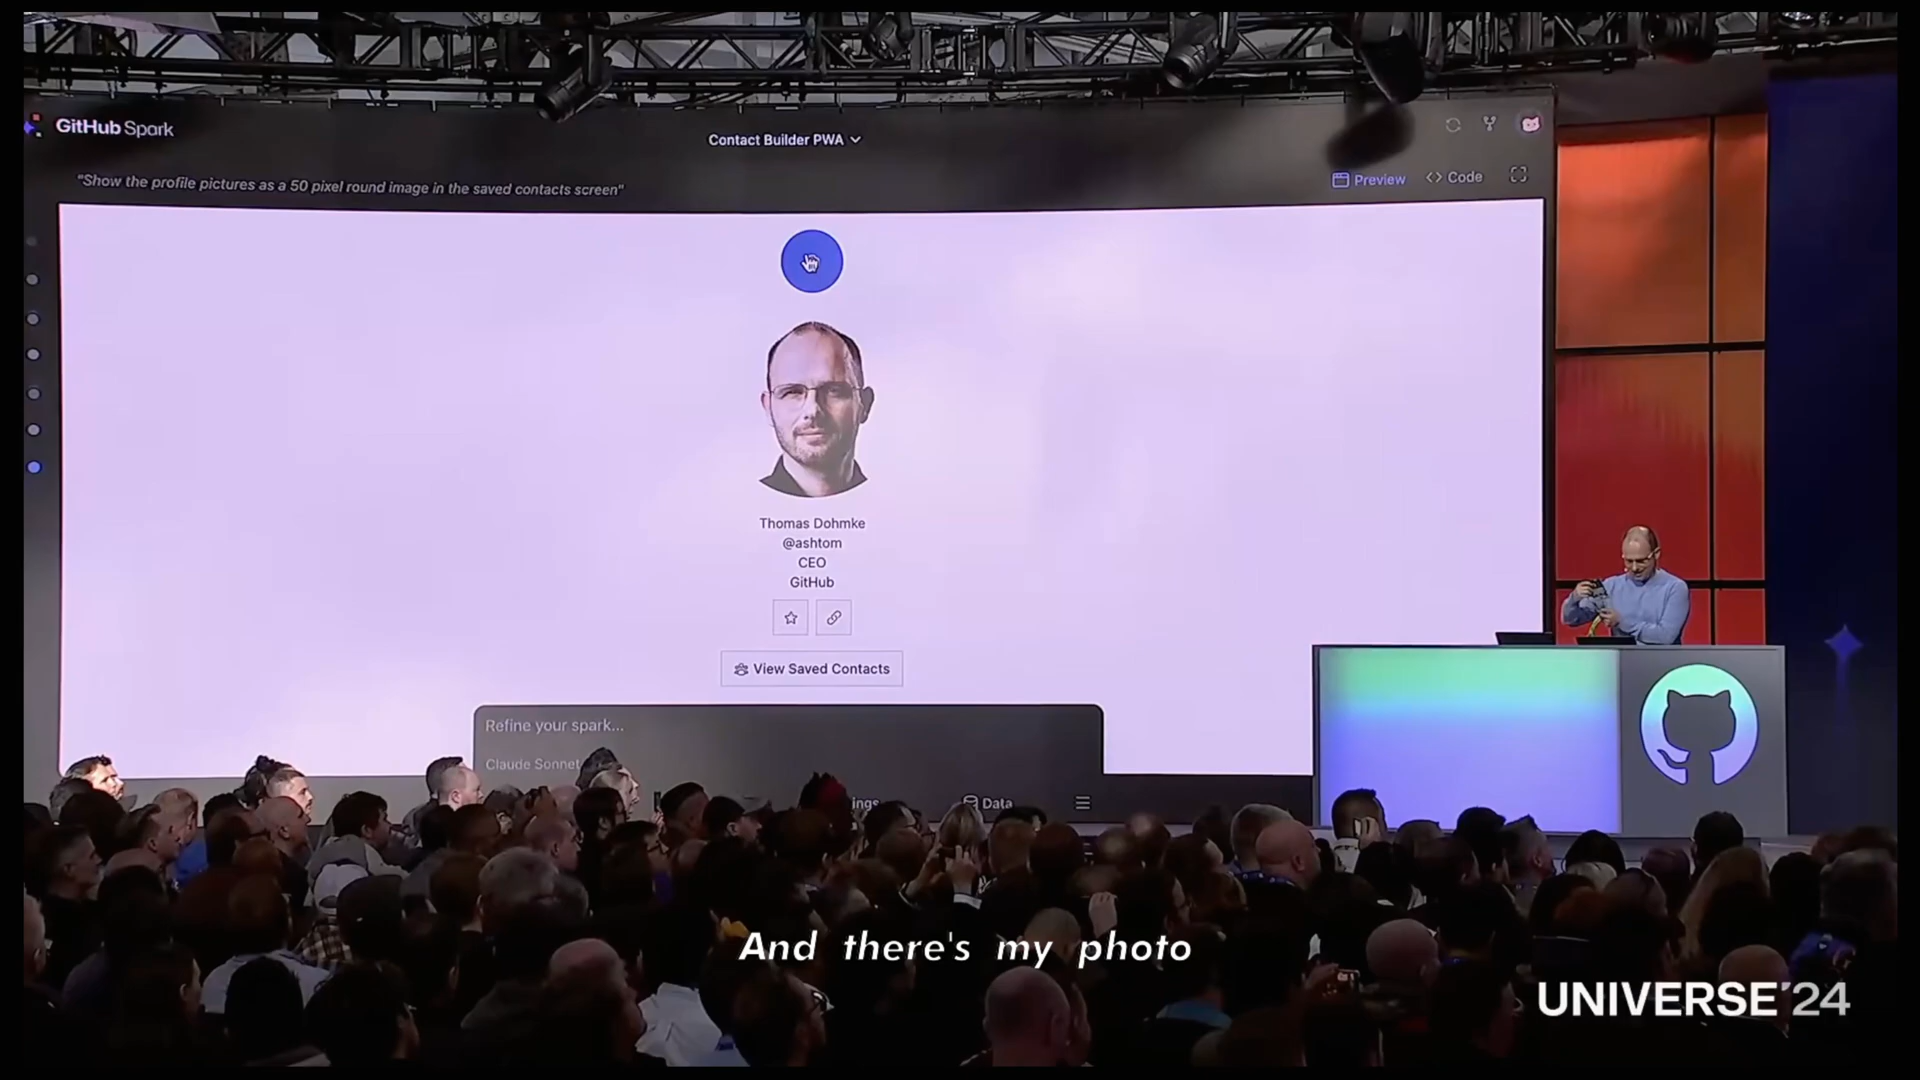 GitHub Spark
Contact Builder PWA
"Show the profile pictures as a 50 pixel round image in the saved contacts screen"
Preview
<> Code
Thomas Dohmke
@ashtom
CEO
GitHub
View Saved Contacts
Refine your spark...
Claude Sonnet
ings
Data
And there's my photo
UNIVERSE'24